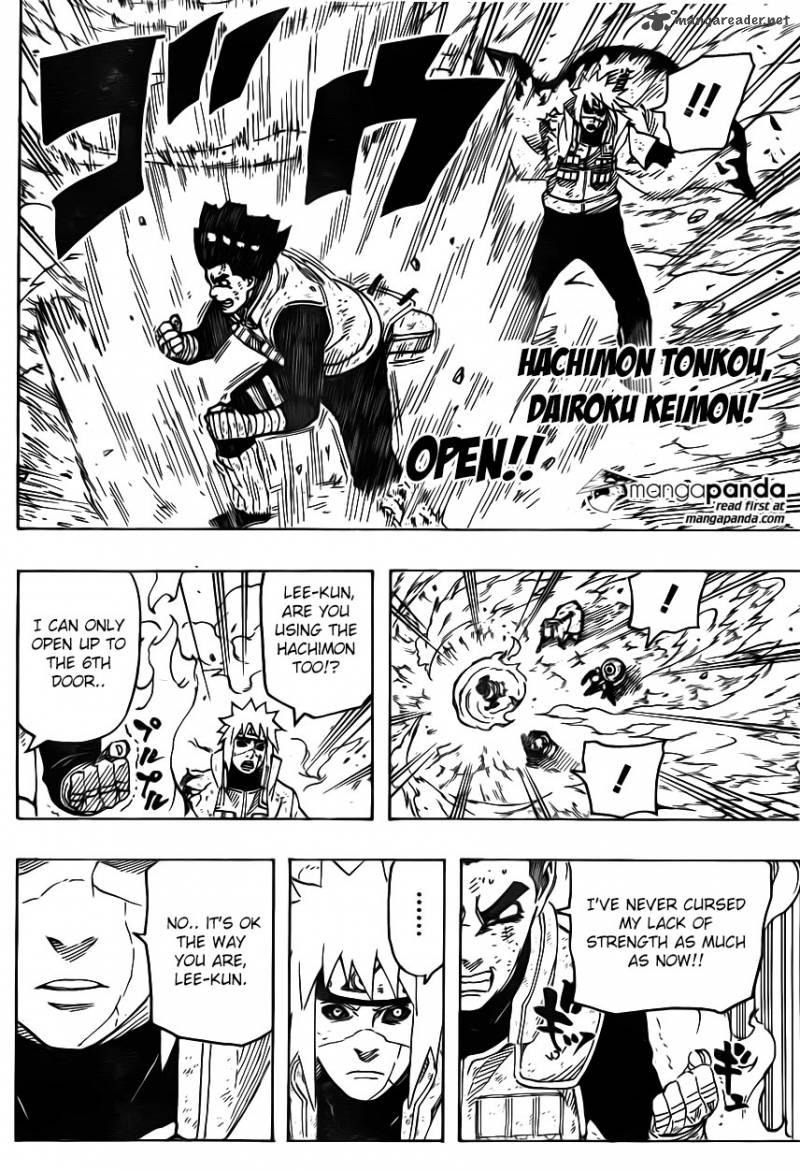 mangareader.net
!!
ゴウ
HACHIMON TONKOU,
DAIROKU KEIMON!
OPEN!!
mangapanda
read first at
mangapanda.com
!
!
LEE-KUN,
ARE YOU
USING THE
HACHIMON
TOO!?
I CAN ONLY
OPEN UP TO
THE 6TH
DOOR..
ブルブル
I'VE NEVER CURSED
MY LACK OF
STRENGTH AS MUCH
AS NOW!!
ギュ
ギュ
......
NO.. IT'S OK
THE WAY
YOU ARE,
LEE-KUN.